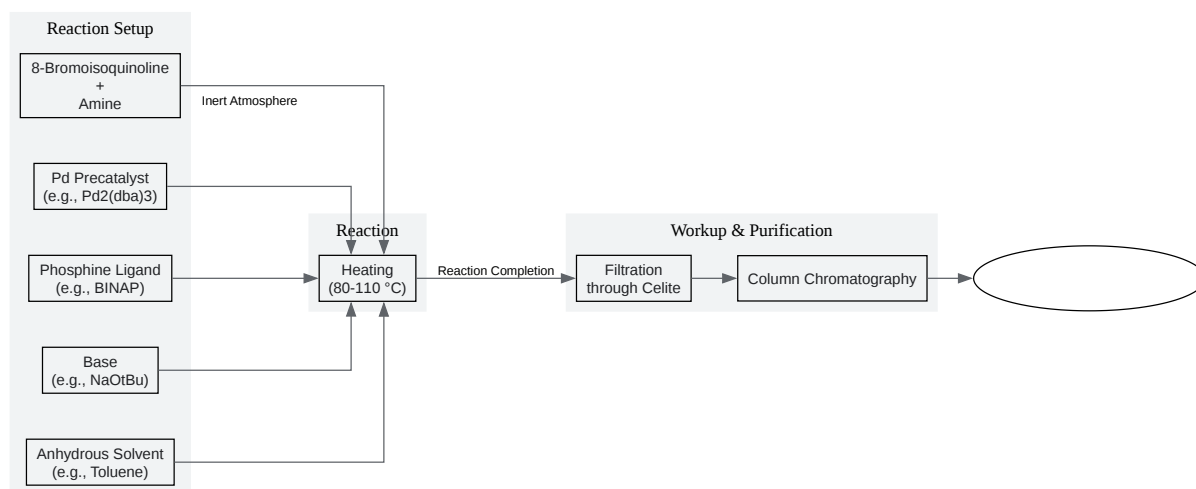 Reaction Setup
8-Bromoisoquinoline
+
Amine
Inert Atmosphere
Pd Precatalyst
(e.g., Pd2(dba)3)
Phosphine Ligand
(e.g., BINAP)
Base
(e.g., NaOtBu)
Anhydrous Solvent
(e.g., Toluene)
Reaction
Heating
(80-110 °C)
Reaction Completion
Workup & Purification
Filtration
through Celite
Column Chromatography